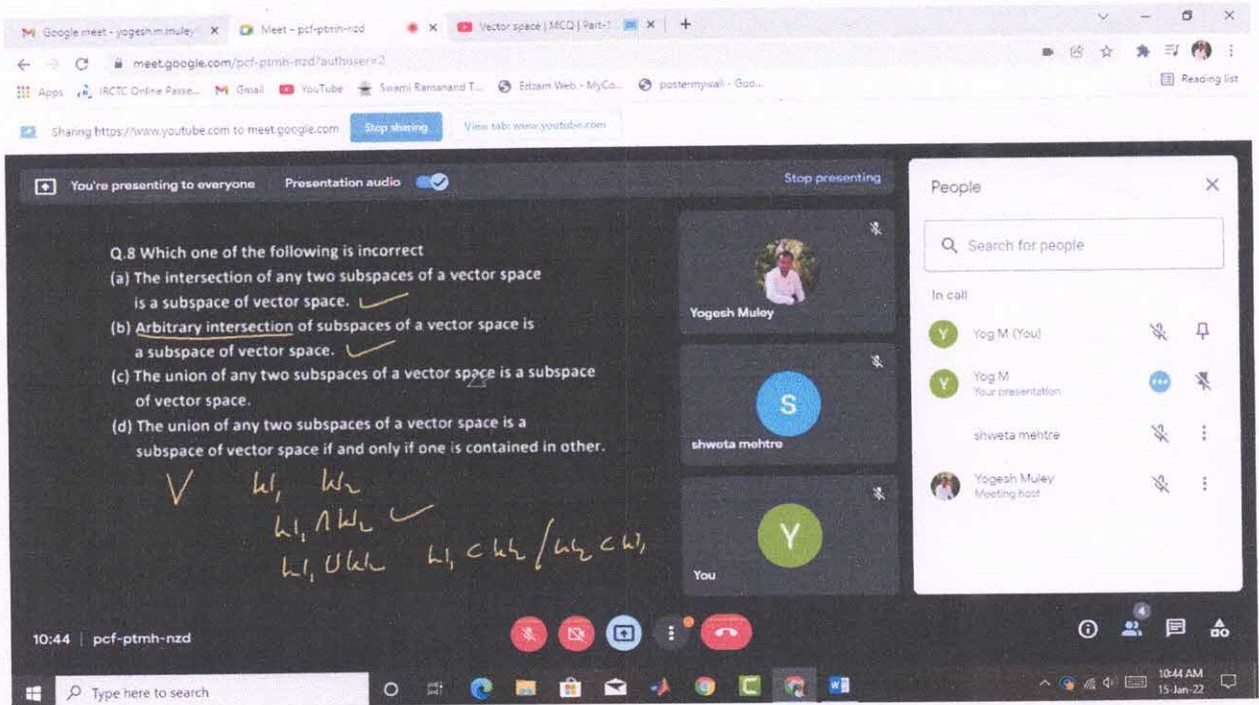 Google meet - yogesh.m.muley
Meet – pcf-ptmh-nzd
Vector space | MCQ | Part-1
meet.google.com/pcf-ptmh-nzd?authuser=2
Apps
IRCTC Online Passe...
Gmail
YouTube
Swami Ramanand T...
Edzam Web - MyCo...
postermywall - Goo...
Reading list
Sharing https://www.youtube.com to meet.google.com
Stop sharing
View tab: www.youtube.com
You're presenting to everyone
Presentation audio
Stop presenting
Q.8 Which one of the following is incorrect
(a) The intersection of any two subspaces of a vector space
is a subspace of vector space.
(b) Arbitrary intersection of subspaces of a vector space is
a subspace of vector space.
(c) The union of any two subspaces of a vector space is a subspace
of vector space.
(d) The union of any two subspaces of a vector space is a
subspace of vector space if and only if one is contained in other.
V W₁ W₂
W₁ ∩ W₂
W₁ ∪ W₂ W₁ ⊂ W₂ / W₂ ⊂ W₁
Yogesh Muley
S
shweta mehtre
Y
You
People
Search for people
In call
Y
Yog M (You)
Y
Yog M
Your presentation
shweta mehtre
Yogesh Muley
Meeting host
10:44 | pcf-ptmh-nzd
4
Type here to search
10:44 AM
15-Jan-22